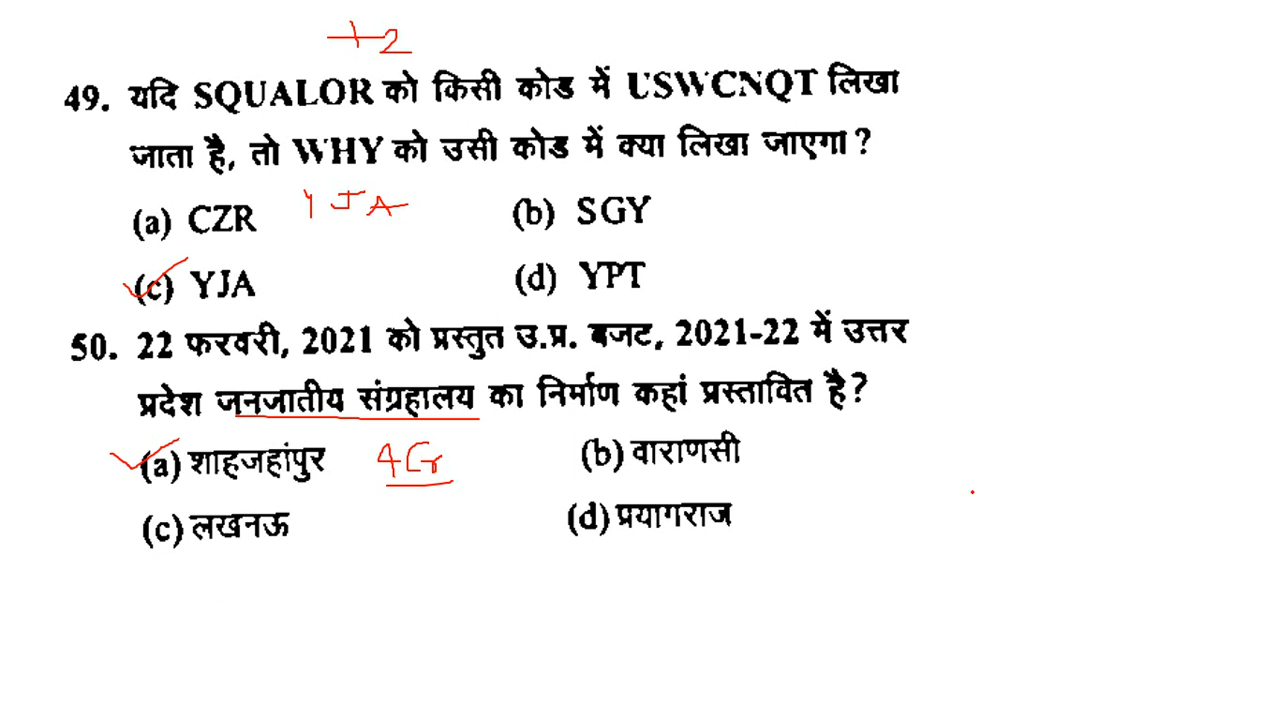 +2
49. यदि SQUALOR को किसी कोड में USWCNQT लिखा
जाता है, तो WHY को उसी कोड में क्या लिखा जाएगा?
(a) CZR YJA (b) SGY
(c) YJA (d) YPT
50. 22 फरवरी, 2021 को प्रस्तुत उ.प्र. बजट, 2021-22 में उत्तर
प्रदेश जनजातीय संग्रहालय का निर्माण कहां प्रस्तावित है?
(a) शाहजहांपुर 4G (b) वाराणसी
(c) लखनऊ (d) प्रयागराज